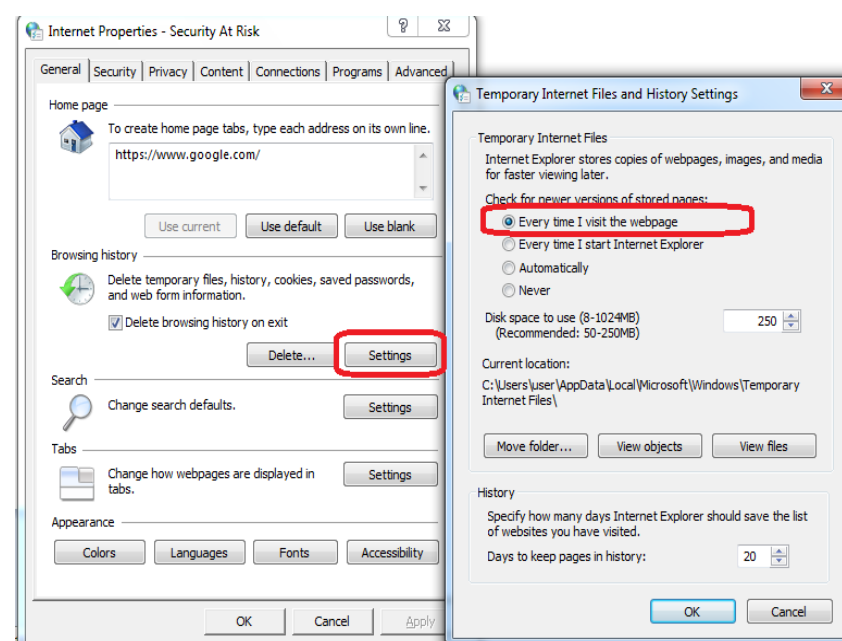 Internet Properties - Security At Risk
General Security Privacy Content Connections Programs Advanced
Home page
To create home page tabs, type each address on its own line.
https://www.google.com/
Use current Use default Use blank
Browsing history
Delete temporary files, history, cookies, saved passwords,
and web form information.
Delete browsing history on exit
Delete... Settings
Search
Change search defaults. Settings
Tabs
Change how webpages are displayed in
tabs.
Settings
Appearance
Colors Languages Fonts Accessibility
OK Cancel Apply
Temporary Internet Files and History Settings
Temporary Internet Files
Internet Explorer stores copies of webpages, images, and media
for faster viewing later.
Check for newer versions of stored pages:
Every time I visit the webpage
Every time I start Internet Explorer
Automatically
Never
Disk space to use (8-1024MB)
(Recommended: 50-250MB)
250
Current location:
C:\Users\user\AppData\Local\Microsoft\Windows\Temporary
Internet Files\
Move folder... View objects View files
History
Specify how many days Internet Explorer should save the list
of websites you have visited.
Days to keep pages in history: 20
OK Cancel